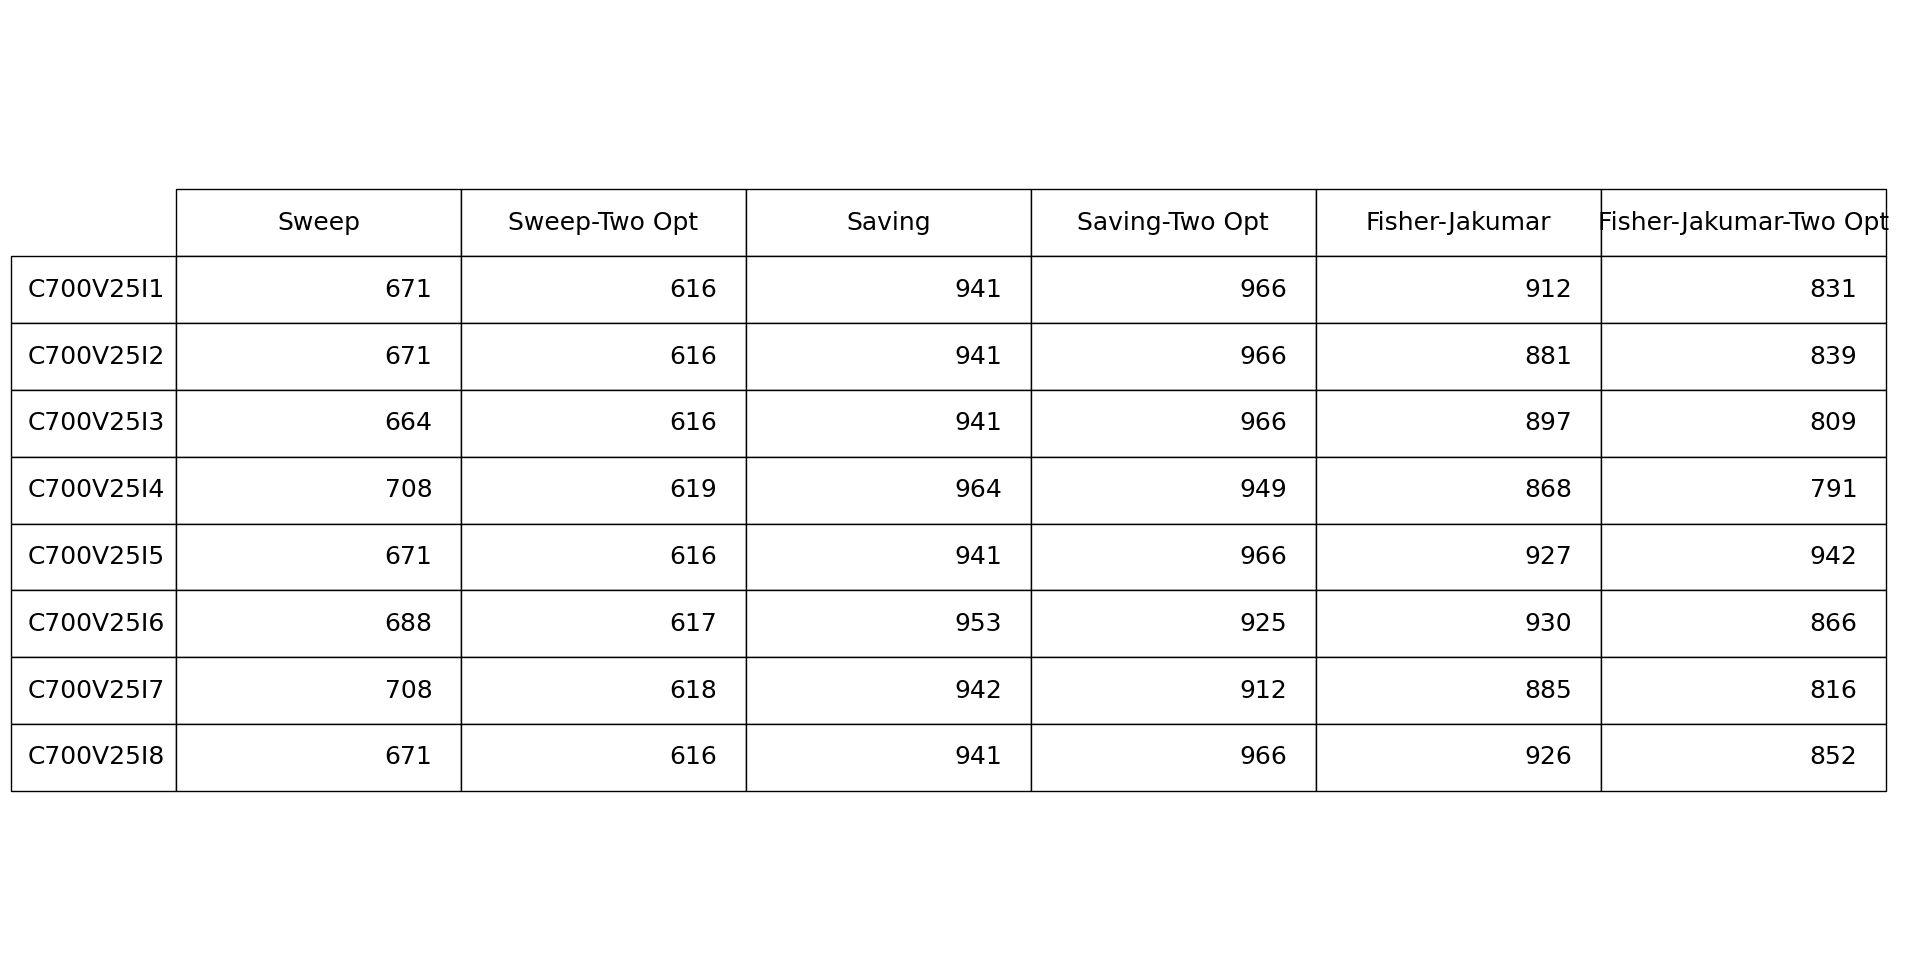 Sweep Sweep-Two Opt Saving Saving-Two Opt Fisher-Jakumar Fisher-Jakumar-Two Opt
C700V25I1 671 616 941 966 912 831
C700V25I2 671 616 941 966 881 839
C700V25I3 664 616 941 966 897 809
C700V25I4 708 619 964 949 868 791
C700V25I5 671 616 941 966 927 942
C700V25I6 688 617 953 925 930 866
C700V25I7 708 618 942 912 885 816
C700V25I8 671 616 941 966 926 852